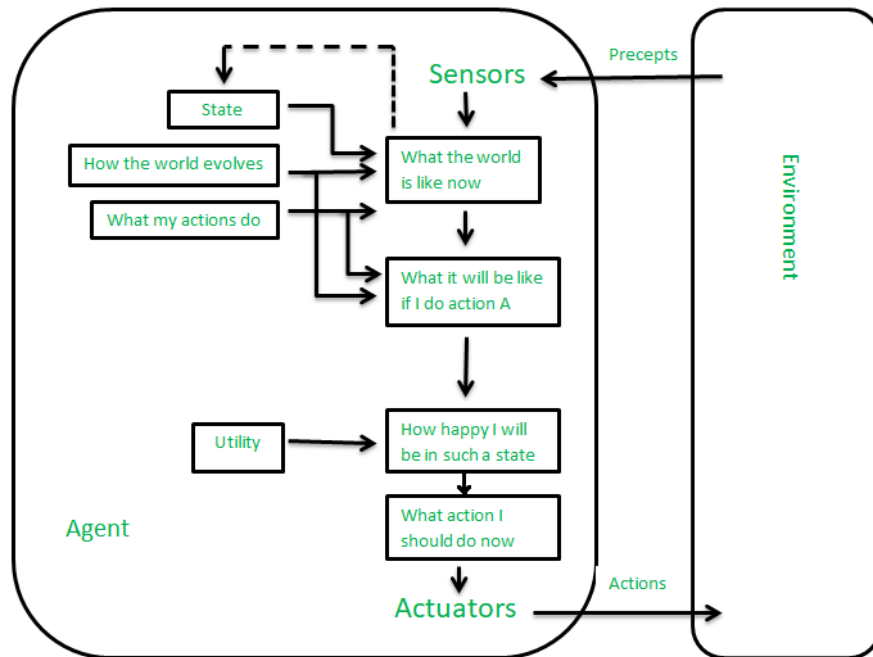 Precepts
Sensors
State
What the world
is like now
How the world evolves
What my actions do
What it will be like
if I do action A
Environment
Utility
How happy I will
be in such a state
What action I
should do now
Agent
Actuators
Actions